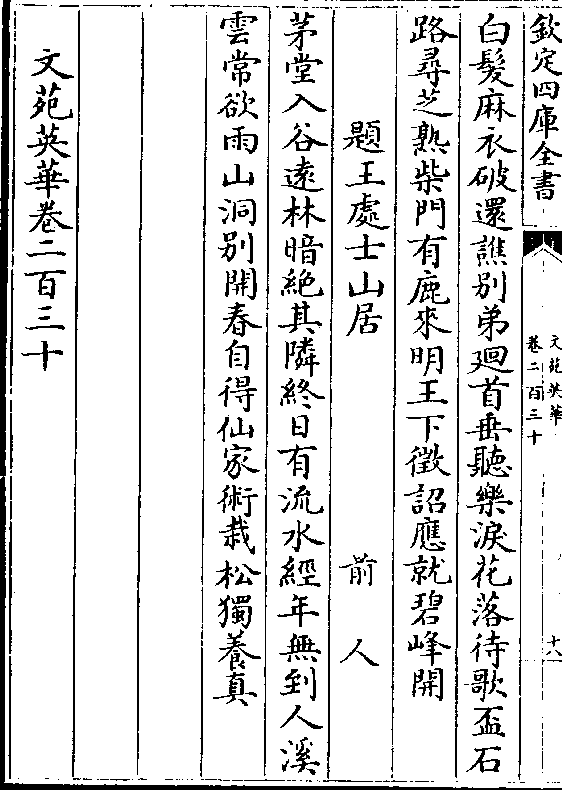 欽定四庫全書
文苑英華
卷二百三十
十八
白髮麻衣破還譙別弟廻首垂聽樂淚花落待歌盃石
路尋芝熟柴門有鹿來明王下徵詔應就碧峰開
題王處士山居 前人
茅堂入谷遠林暗絶其隣終日有流水經年無到人溪
雲常欲雨山洞別開春自得仙家術栽松獨養真
文苑英華卷二百三十